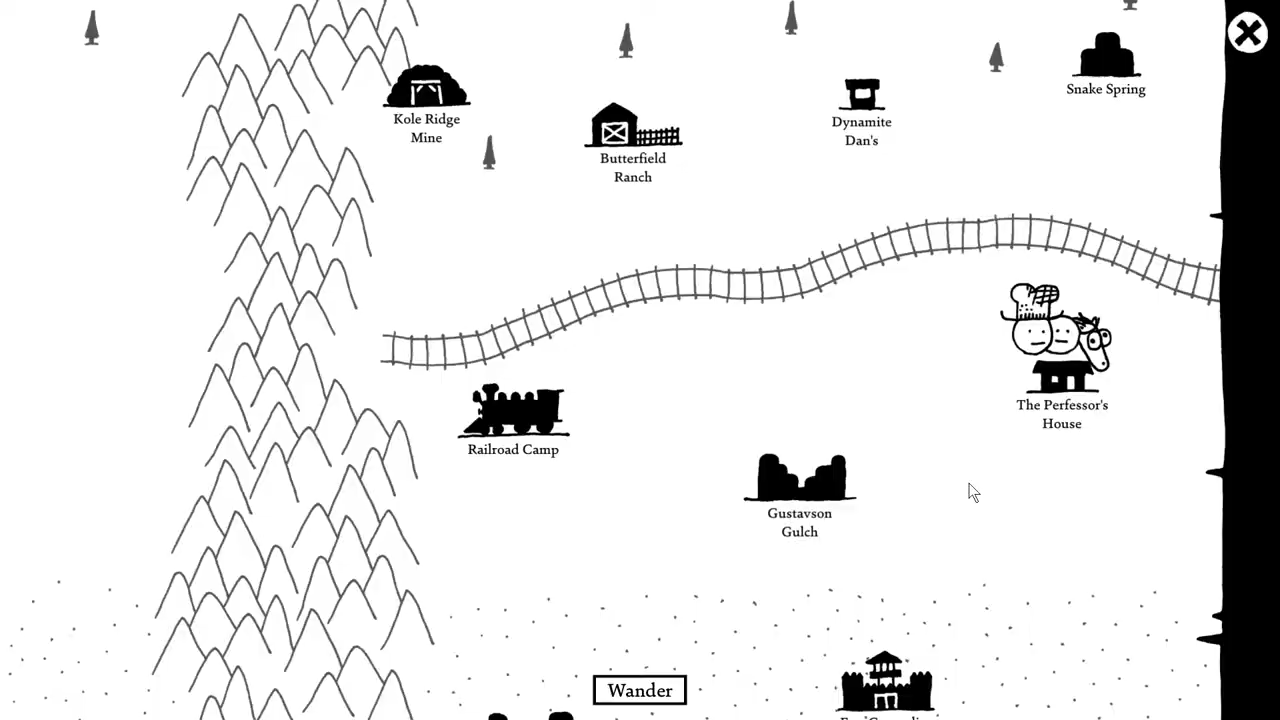 Snake Spring
Kole Ridge
Mine
Dynamite
Dan's
Butterfield
Ranch
The Perfessor's
House
Railroad Camp
Gustavson
Gulch
Wander